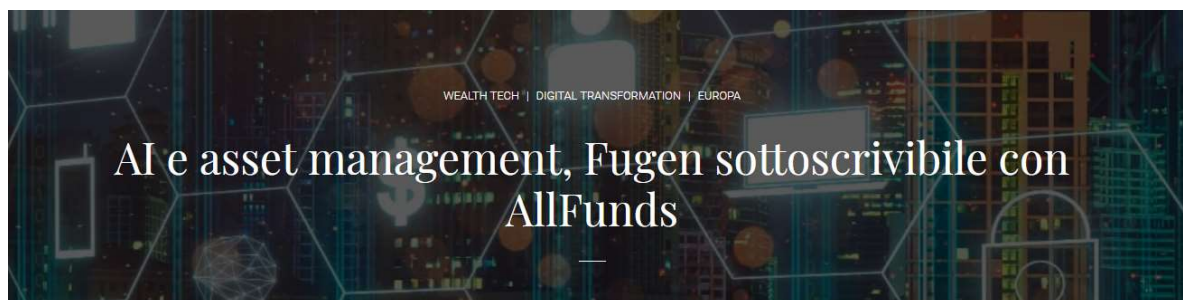 WEALTH TECH | DIGITAL TRANSFORMATION | EUROPA
AI e asset management, Fugen sottoscrivibile con
AllFunds